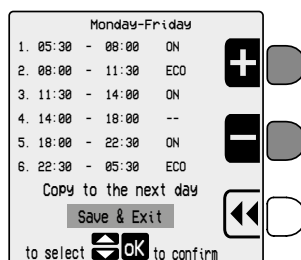 Monday-Friday
1. 05:30 - 08:00 ON
2. 08:00 - 11:30 ECO
3. 11:30 - 14:00 ON
4. 14:00 - 18:00 --
5. 18:00 - 22:30 ON
6. 22:30 - 05:30 ECO
Copy to the next day
Save & Exit
to select OK to confirm